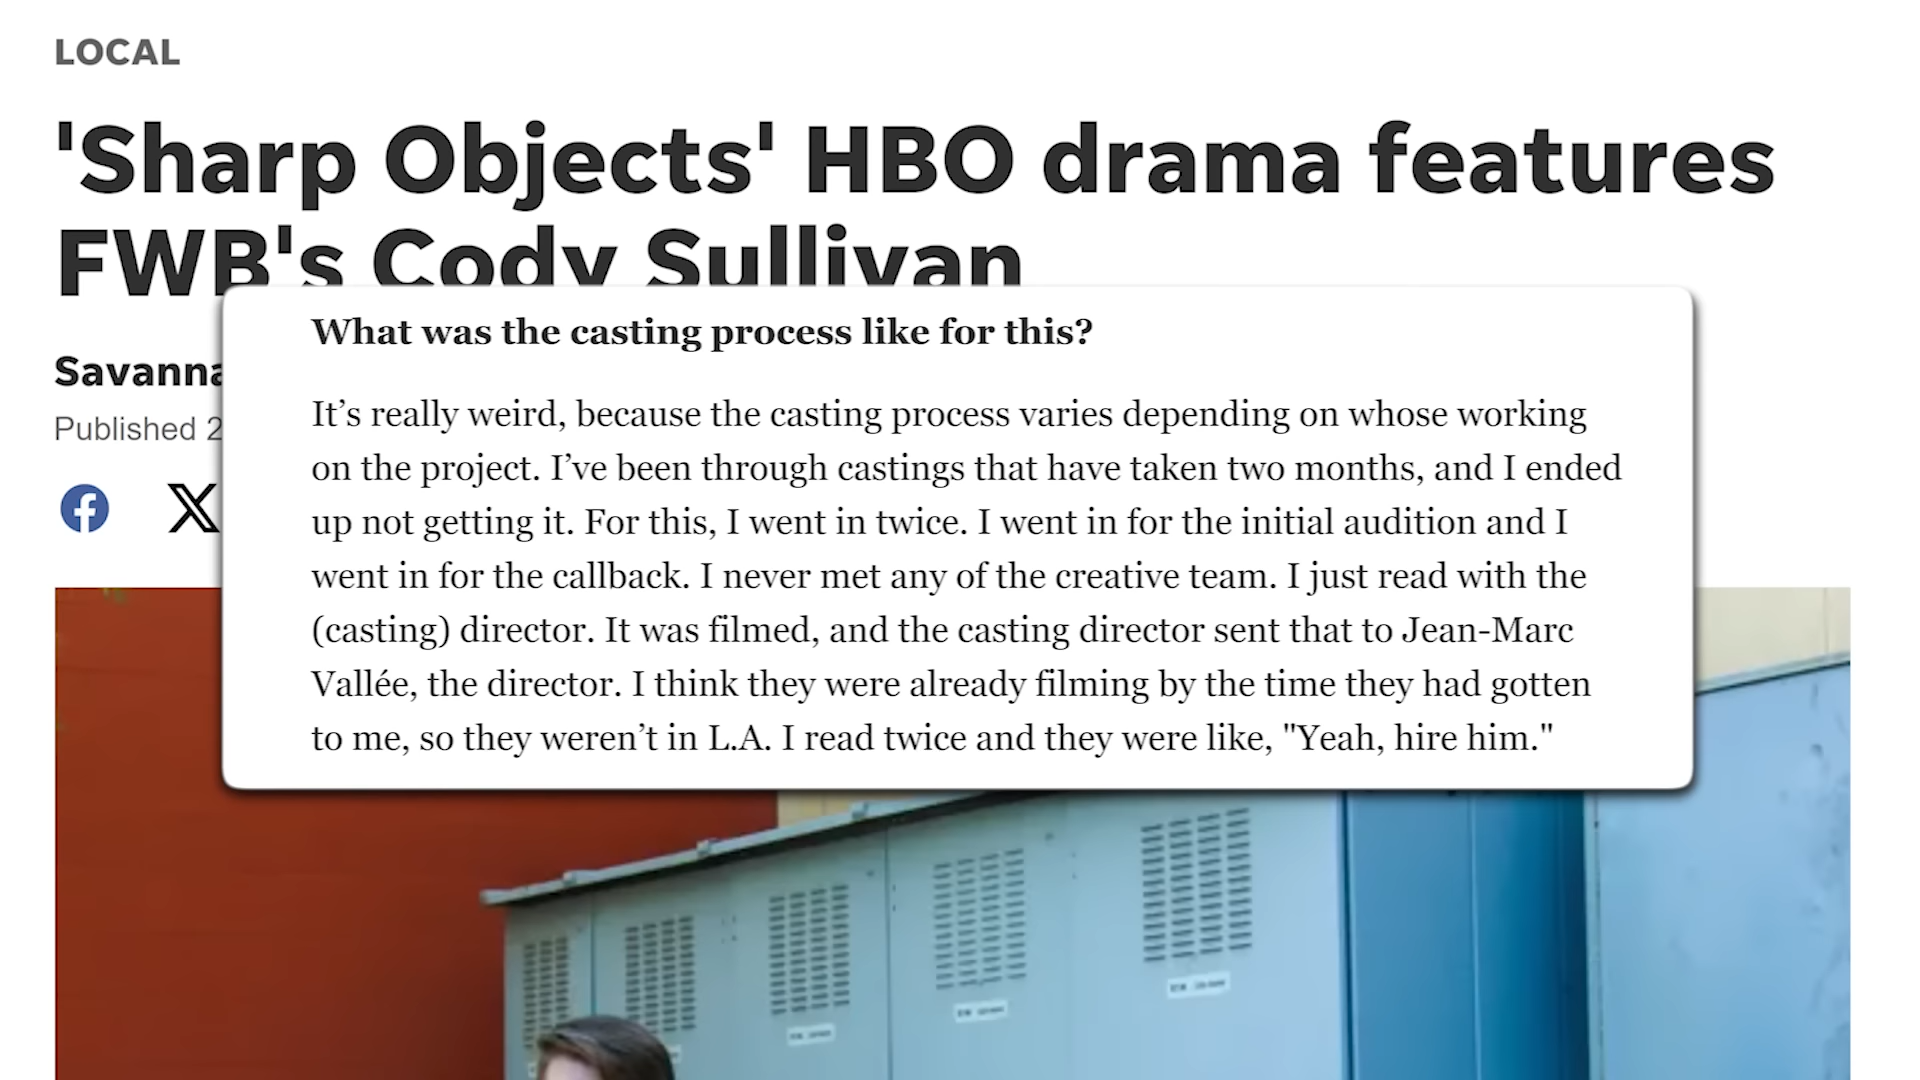 LOCAL
'Sharp Objects' HBO drama features
FWB's Cody Sullivan
What was the casting process like for this?
Savanna
Published 2
It’s really weird, because the casting process varies depending on whose working
on the project. I’ve been through castings that have taken two months, and I ended
up not getting it. For this, I went in twice. I went in for the initial audition and I
went in for the callback. I never met any of the creative team. I just read with the
(casting) director. It was filmed, and the casting director sent that to Jean-Marc
Vallée, the director. I think they were already filming by the time they had gotten
to me, so they weren’t in L.A. I read twice and they were like, "Yeah, hire him."